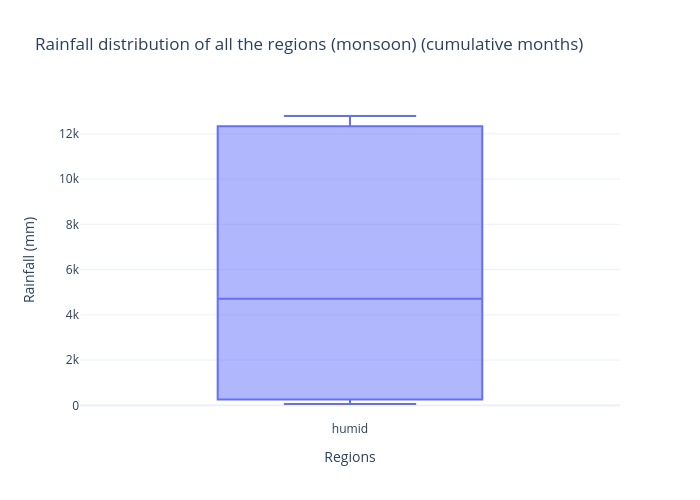 Rainfall distribution of all the regions (monsoon) (cumulative months)
12k
10k
8k
6k
4k
2k
0
Rainfall (mm)
humid
Regions